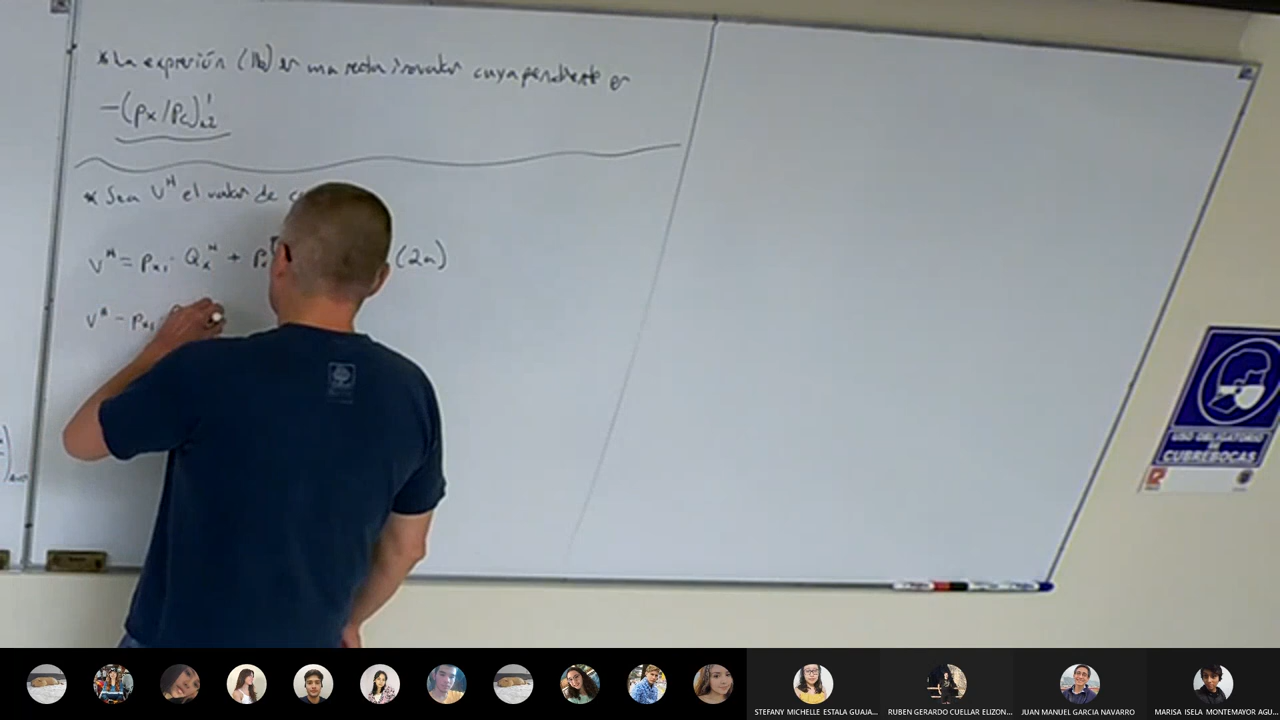 * La expresión (1b) es una recta isovalor cuya pendiente es
-(Px/Pc)
* Sea V^H el valor de
V^H = Px1 · Qx^H + (2a)
V^H - Px1
USO OBLIGATORIO
DE
CUBREBOCAS
STEFANY MICHELLE ESTALA GUAJA...
RUBEN GERARDO CUELLAR ELIZON...
JUAN MANUEL GARCIA NAVARRO
MARISA ISELA MONTEMAYOR AGU...